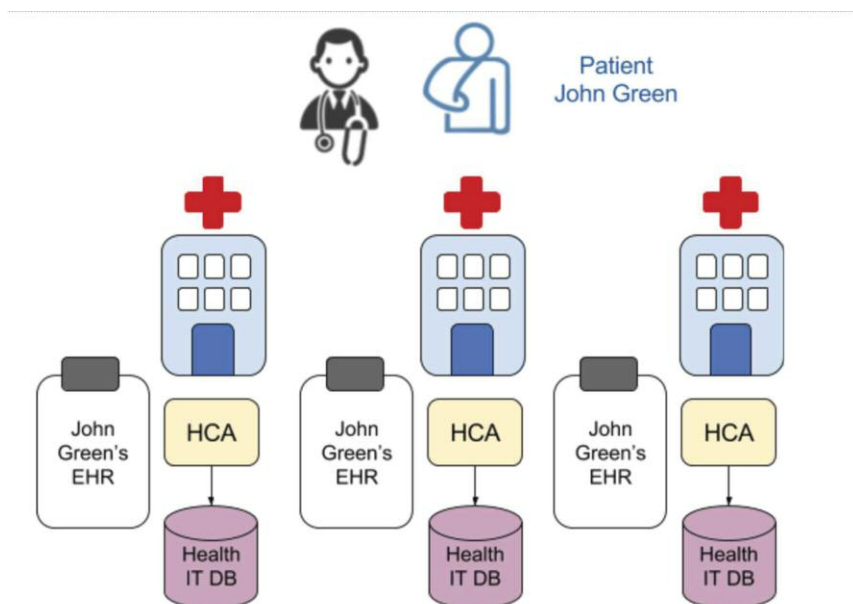 Patient
John Green
John
Green's
EHR
HCA
Health
IT DB
John
Green's
EHR
HCA
Health
IT DB
John
Green's
EHR
HCA
Health
IT DB